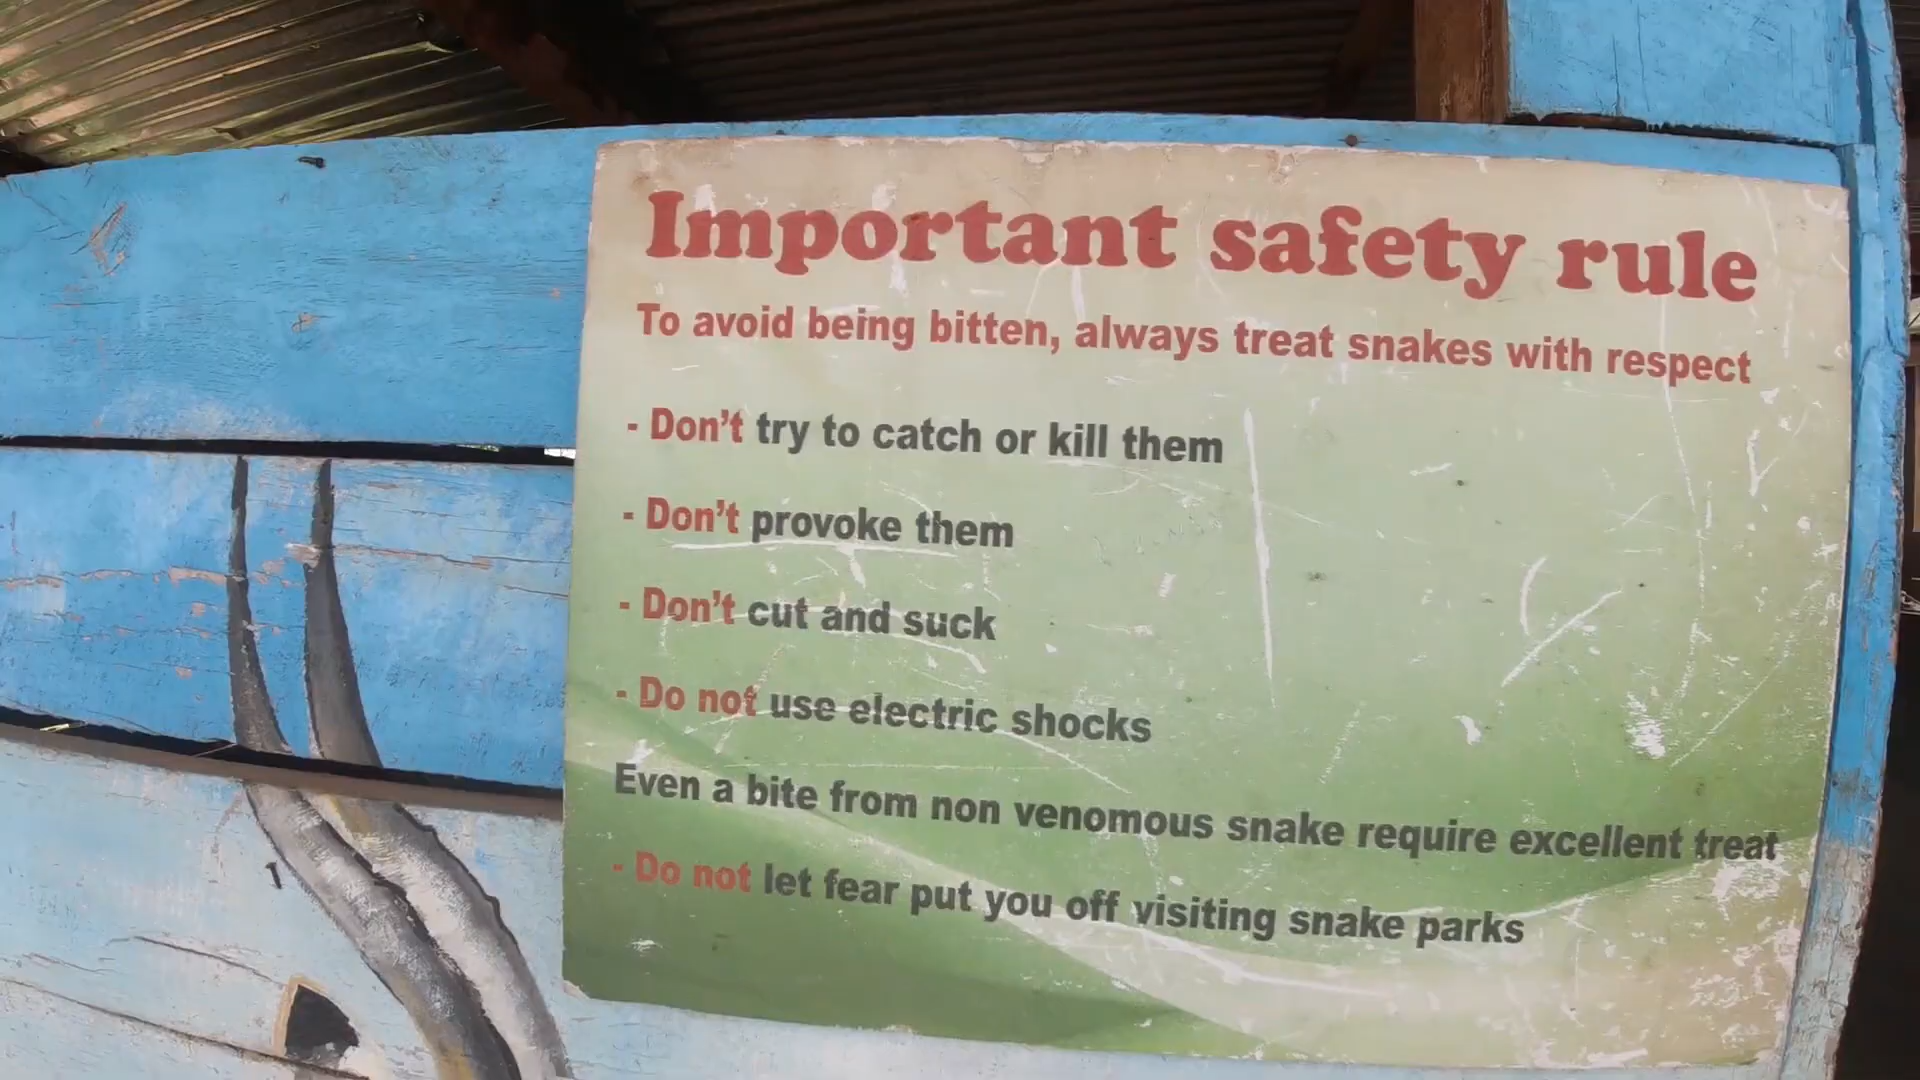 Important safety rule
To avoid being bitten, always treat snakes with respect
- Don't try to catch or kill them
- Don't provoke them
- Don't cut and suck
- Do not use electric shocks
Even a bite from non venomous snake require excellent treat
- Do not let fear put you off visiting snake parks